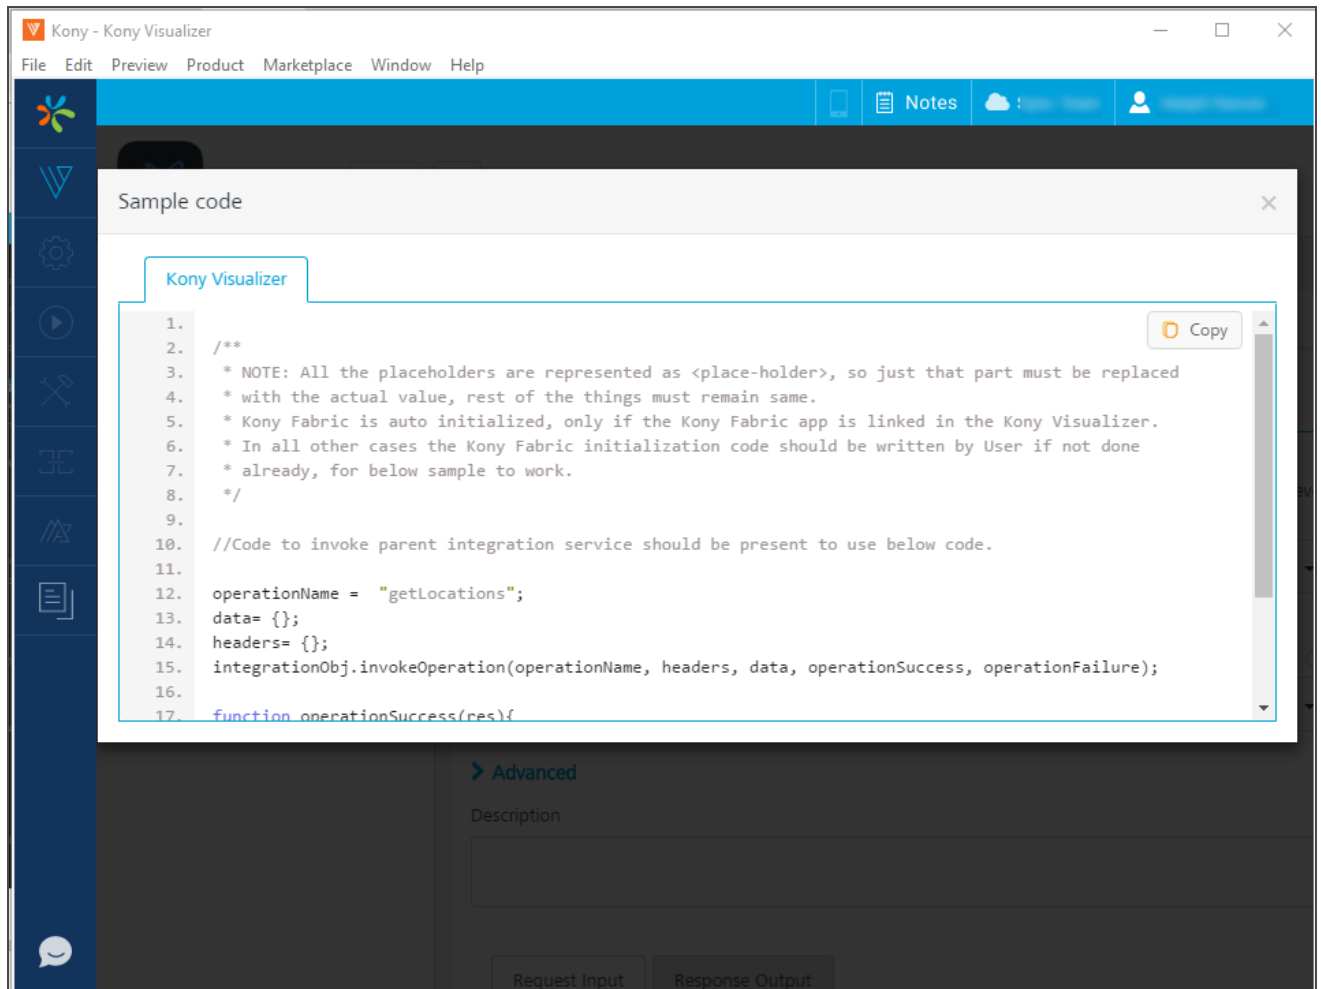 Kony - Kony Visualizer
File Edit Preview Product Marketplace Window Help
Notes
Sample code
Kony Visualizer
Copy
1.
2. /**
3. * NOTE: All the placeholders are represented as <place-holder>, so just that part must be replaced
4. * with the actual value, rest of the things must remain same.
5. * Kony Fabric is auto initialized, only if the Kony Fabric app is linked in the Kony Visualizer.
6. * In all other cases the Kony Fabric initialization code should be written by User if not done
7. * already, for below sample to work.
8. */
9.
10. //Code to invoke parent integration service should be present to use below code.
11.
12. operationName =  "getLocations";
13. data= {};
14. headers= {};
15. integrationObj.invokeOperation(operationName, headers, data, operationSuccess, operationFailure);
16.
17. function operationSuccess(res){
Advanced
Description
Request Input Response Output